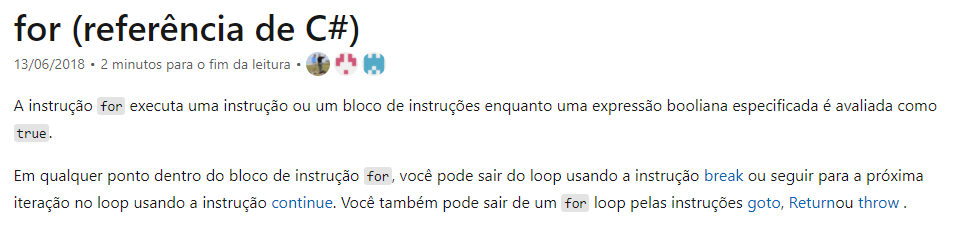 for (referência de C#)
13/06/2018 • 2 minutos para o fim da leitura •
A instrução for executa uma instrução ou um bloco de instruções enquanto uma expressão booliana especificada é avaliada como
true.
Em qualquer ponto dentro do bloco de instrução for, você pode sair do loop usando a instrução break ou seguir para a próxima
iteração no loop usando a instrução continue. Você também pode sair de um for loop pelas instruções goto, Returnou throw .